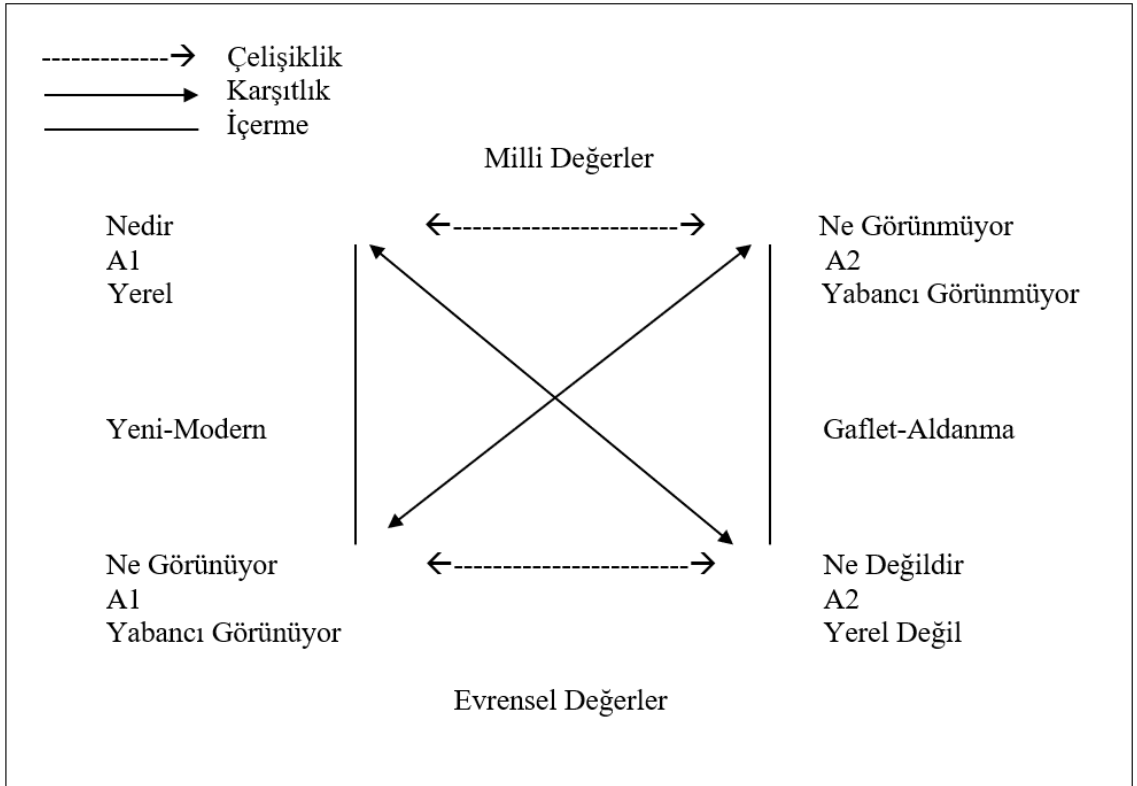 Çelişiklik
Karşıtlık
İçerme
Milli Değerler
Nedir
A1
Yerel
Ne Görünmüyor
A2
Yabancı Görünmüyor
Yeni-Modern
Gaflet-Aldanma
Ne Görünüyor
A1
Yabancı Görünüyor
Ne Değildir
A2
Yerel Değil
Evrensel Değerler